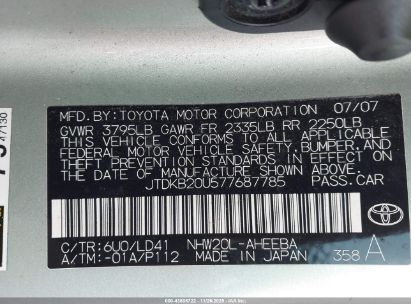 MFD.BY: TOYOTA MOTOR CORPORATION 07/07
GVWR 3795LB GAWR FR 2335LB RR 2250LB
THIS VEHICLE CONFORMS TO ALL APPLICABLE
FEDERAL MOTOR VEHICLE SAFETY, BUMPER, AND
THEFT PREVENTION STANDARDS IN EFFECT ON
THE DATE OF MANUFACTURE SHOWN ABOVE.
JTDKB20U577687785 PASS.CAR
C/TR: 6U0/LD41 NHW20L-AHEEBA
A/TM: -01A/P112 MADE IN JAPAN 358 A
TOYOTA